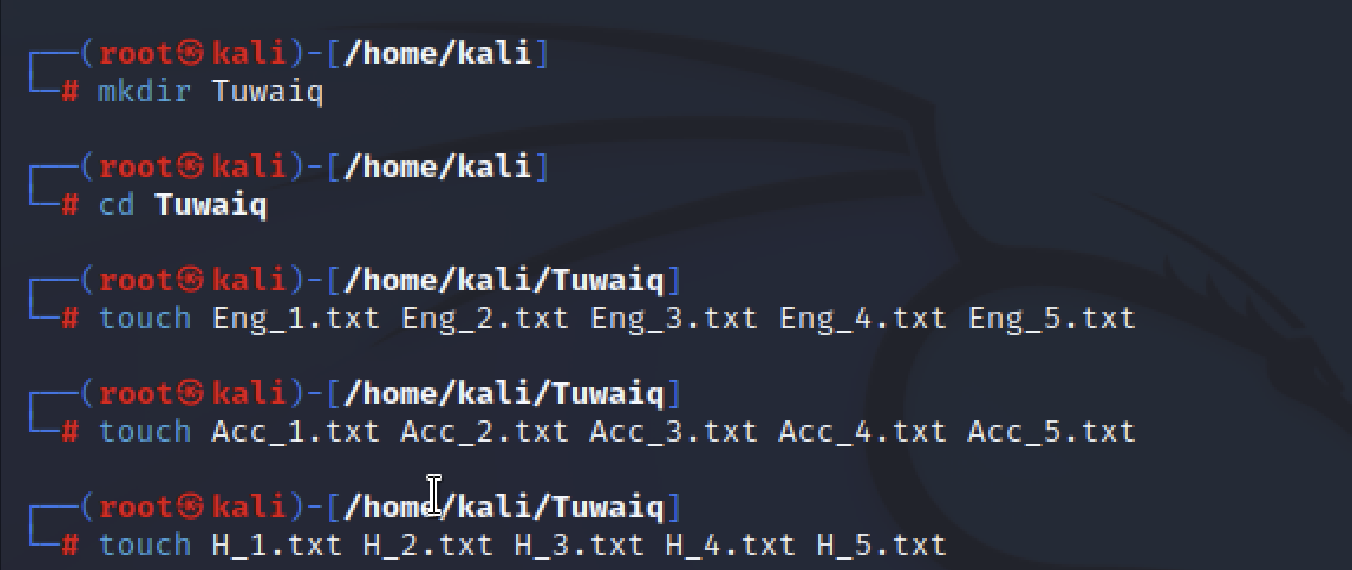 ┌──(root㉿kali)-[/home/kali]
└─# mkdir Tuwaiq
┌──(root㉿kali)-[/home/kali]
└─# cd Tuwaiq
┌──(root㉿kali)-[/home/kali/Tuwaiq]
└─# touch Eng_1.txt Eng_2.txt Eng_3.txt Eng_4.txt Eng_5.txt
┌──(root㉿kali)-[/home/kali/Tuwaiq]
└─# touch Acc_1.txt Acc_2.txt Acc_3.txt Acc_4.txt Acc_5.txt
┌──(root㉿kali)-[/home/kali/Tuwaiq]
└─# touch H_1.txt H_2.txt H_3.txt H_4.txt H_5.txt